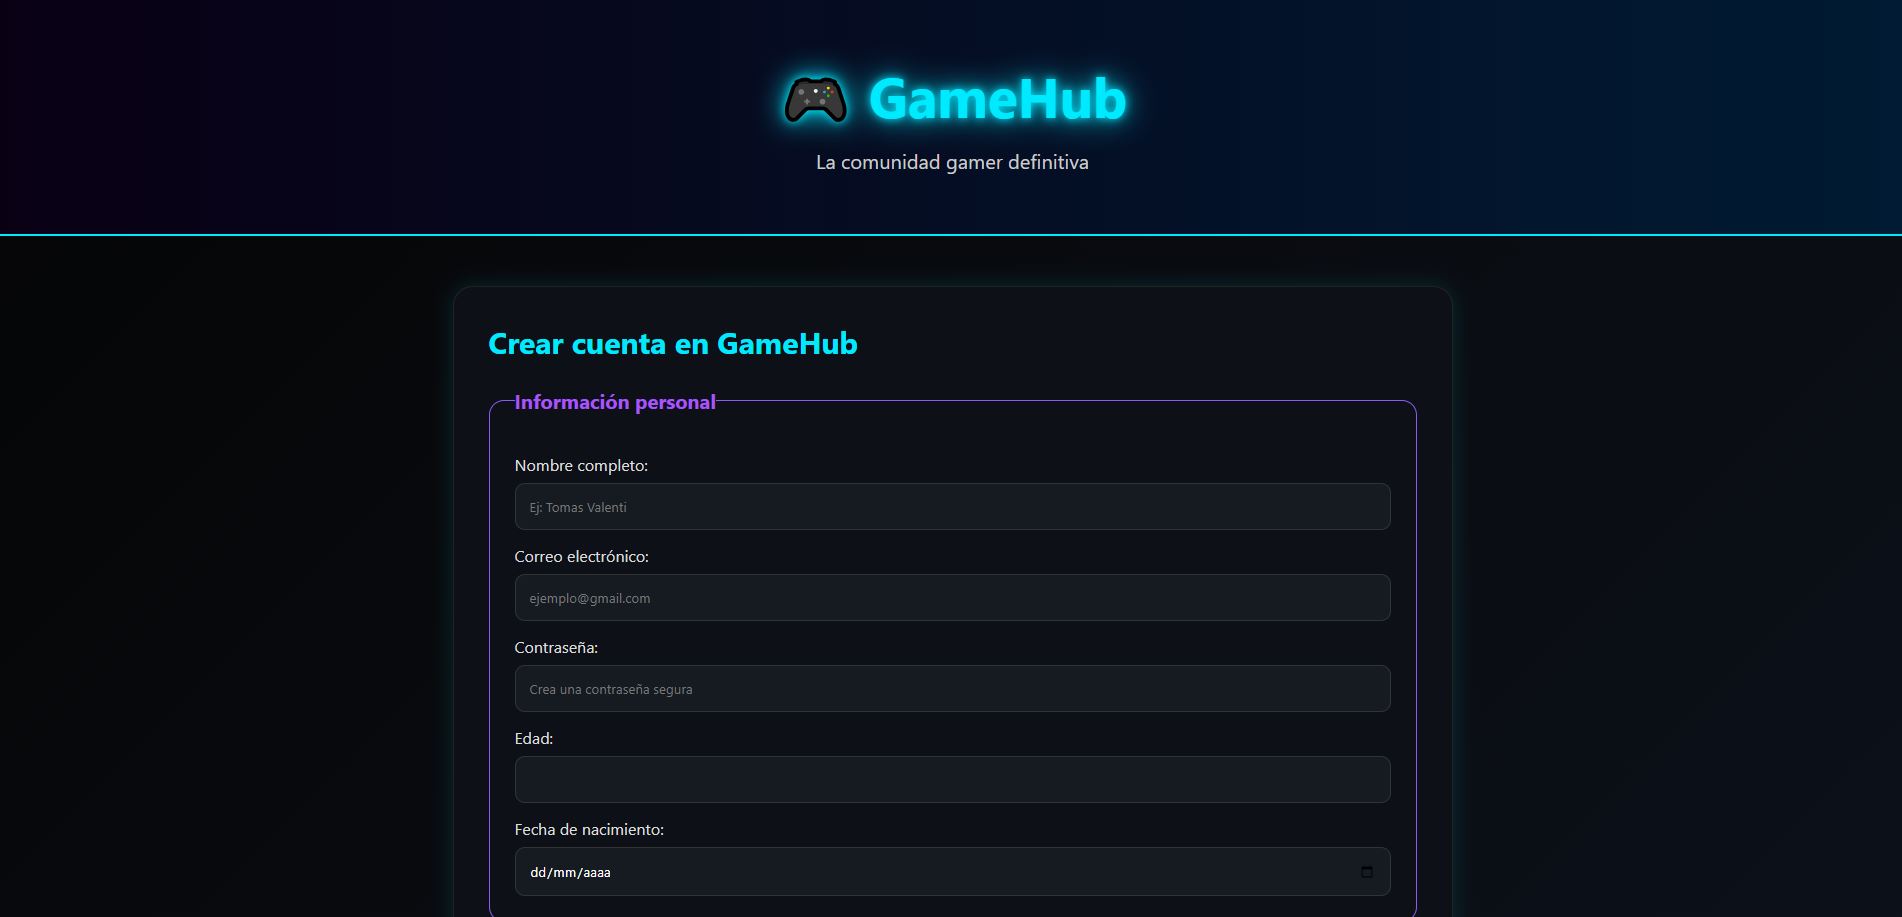 GameHub
La comunidad gamer definitiva
Crear cuenta en GameHub
Información personal
Nombre completo:
Ej: Tomas Valenti
Correo electrónico:
ejemplo@gmail.com
Contraseña:
Crea una contraseña segura
Edad:
Fecha de nacimiento:
dd/mm/aaaa